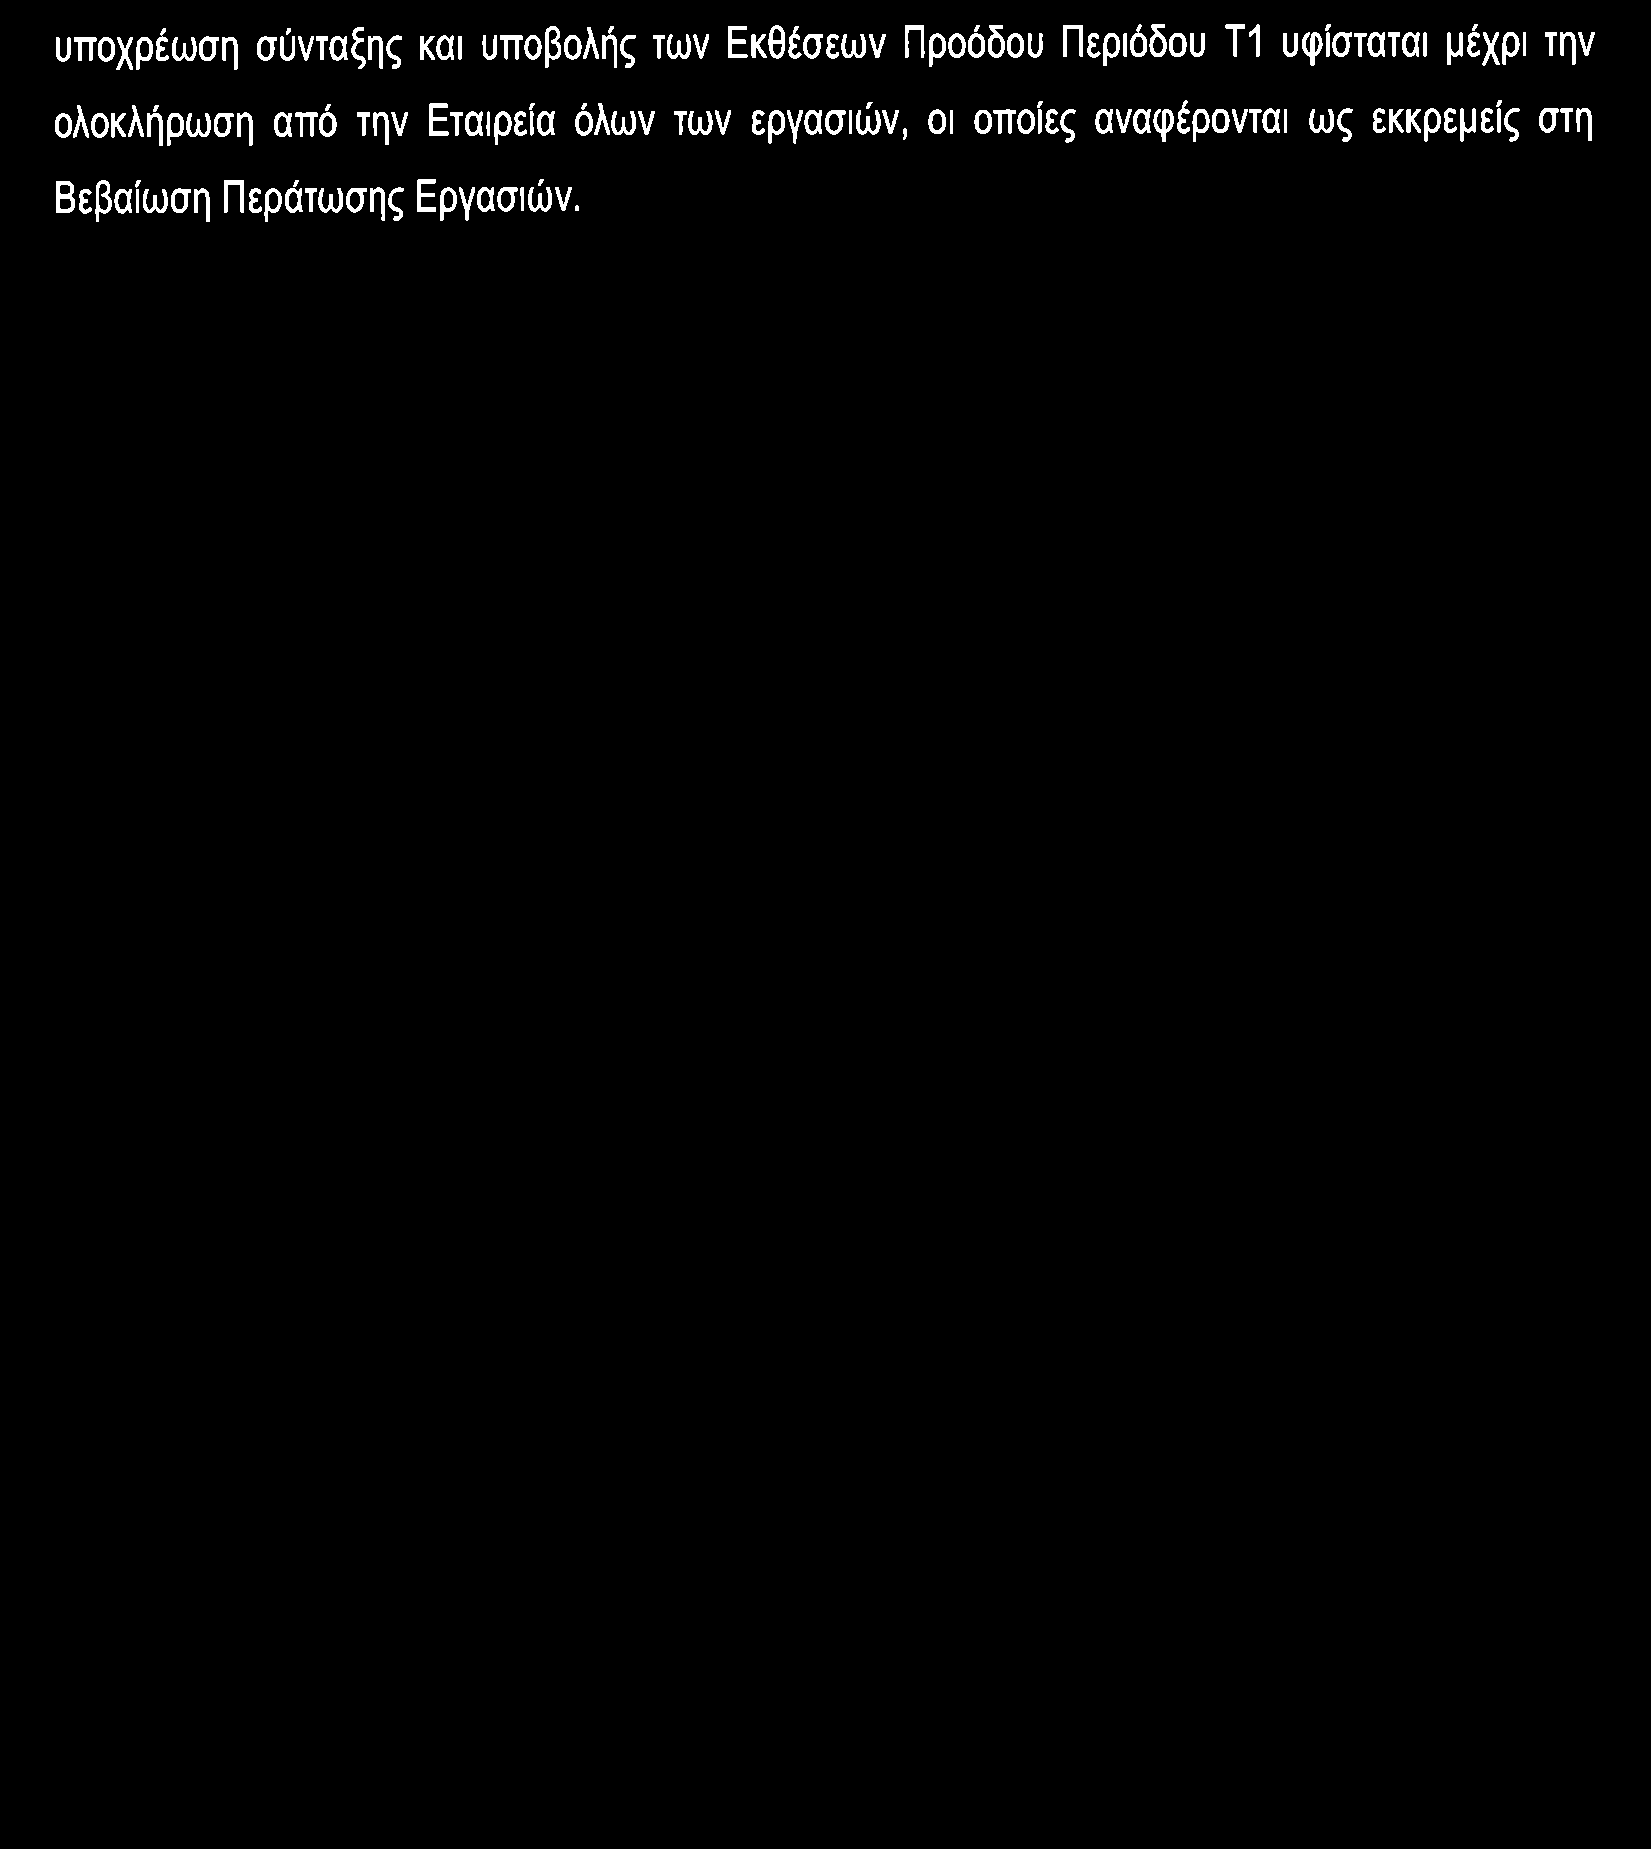 υποχρέωση σύνταξης και υποβολής των Εκθέσεων Προόδου Περιόδου Τ1 υφίσταται μέχρι την
ολοκλήρωση από την Εταιρεία όλων των εργασιών, οι οποίες αναφέρονται ως εκκρεμείς στη
Βεβαίωση Περάτωσης Εργασιών.